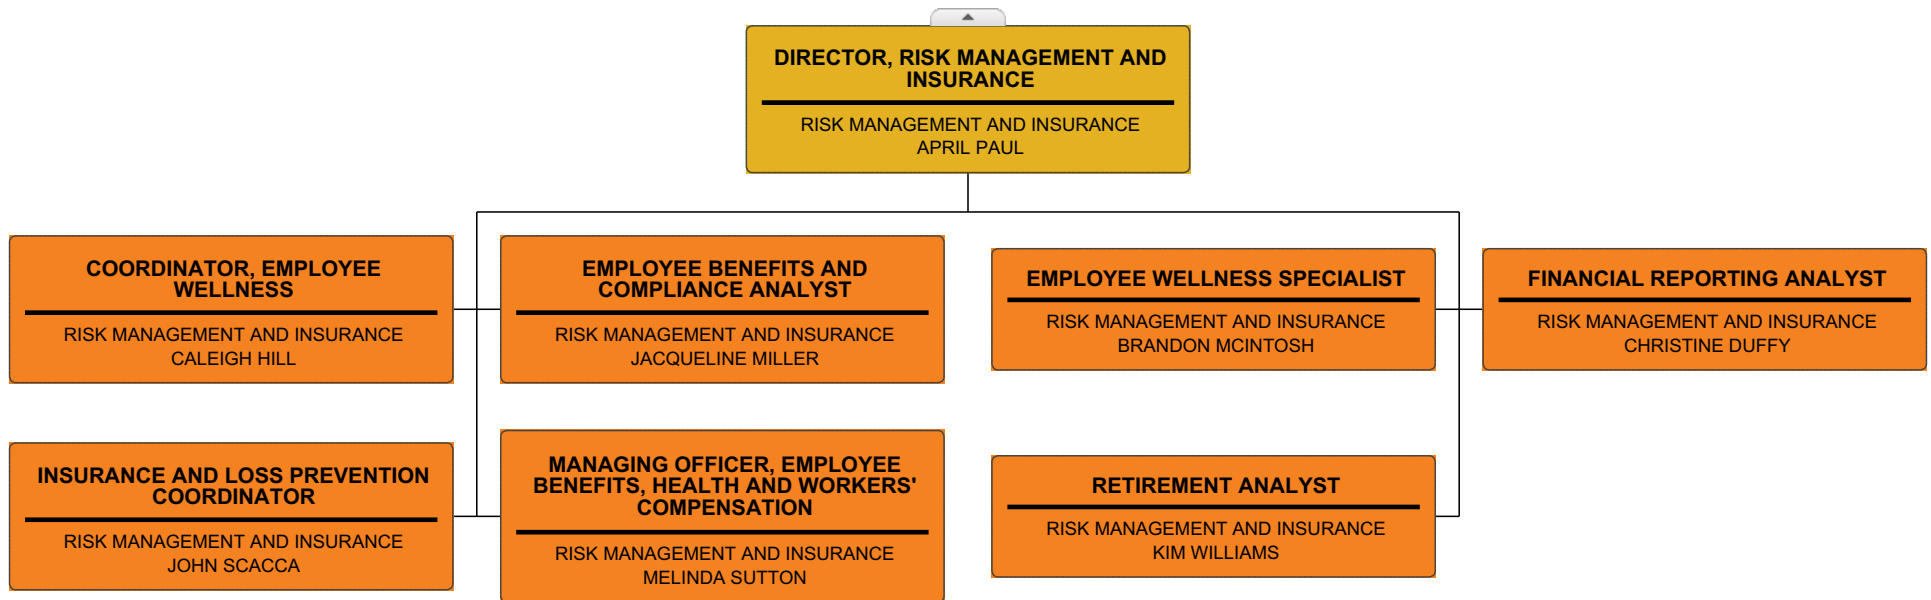 DIRECTOR, RISK MANAGEMENT AND
INSURANCE
RISK MANAGEMENT AND INSURANCE
APRIL PAUL
COORDINATOR, EMPLOYEE
WELLNESS
RISK MANAGEMENT AND INSURANCE
CALEIGH HILL
EMPLOYEE BENEFITS AND
COMPLIANCE ANALYST
RISK MANAGEMENT AND INSURANCE
JACQUELINE MILLER
EMPLOYEE WELLNESS SPECIALIST
RISK MANAGEMENT AND INSURANCE
BRANDON MCINTOSH
FINANCIAL REPORTING ANALYST
RISK MANAGEMENT AND INSURANCE
CHRISTINE DUFFY
INSURANCE AND LOSS PREVENTION
COORDINATOR
RISK MANAGEMENT AND INSURANCE
JOHN SCACCA
MANAGING OFFICER, EMPLOYEE
BENEFITS, HEALTH AND WORKERS'
COMPENSATION
RISK MANAGEMENT AND INSURANCE
MELINDA SUTTON
RETIREMENT ANALYST
RISK MANAGEMENT AND INSURANCE
KIM WILLIAMS